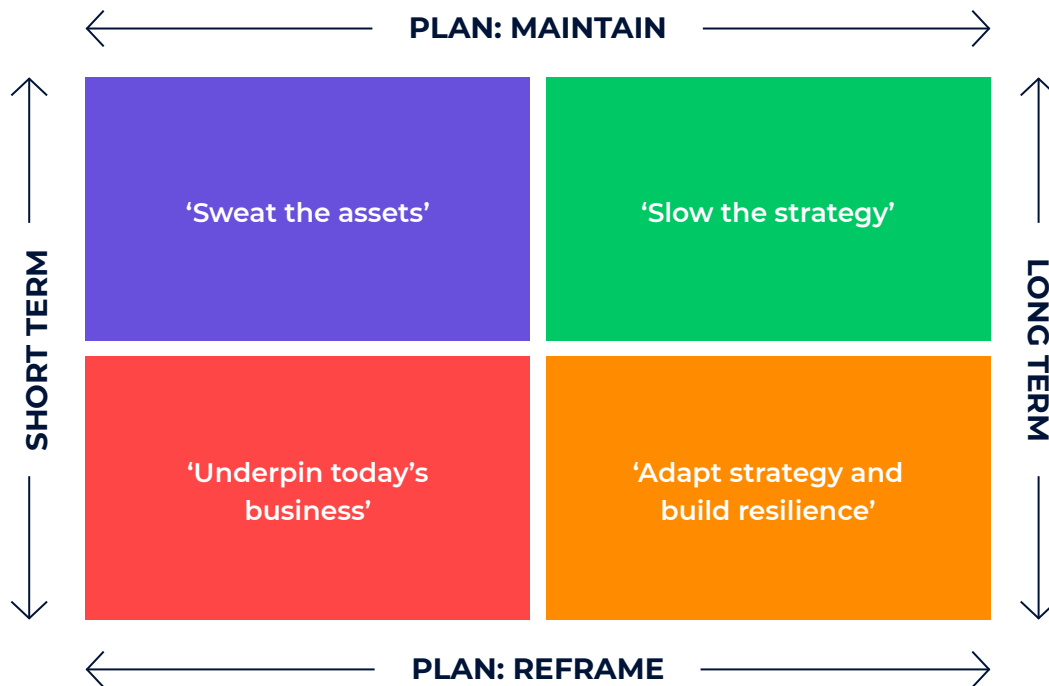 PLAN: MAINTAIN
SHORT TERM
‘Sweat the assets’
‘Slow the strategy’
LONG TERM
‘Underpin today’s
business’
‘Adapt strategy and
build resilience’
PLAN: REFRAME